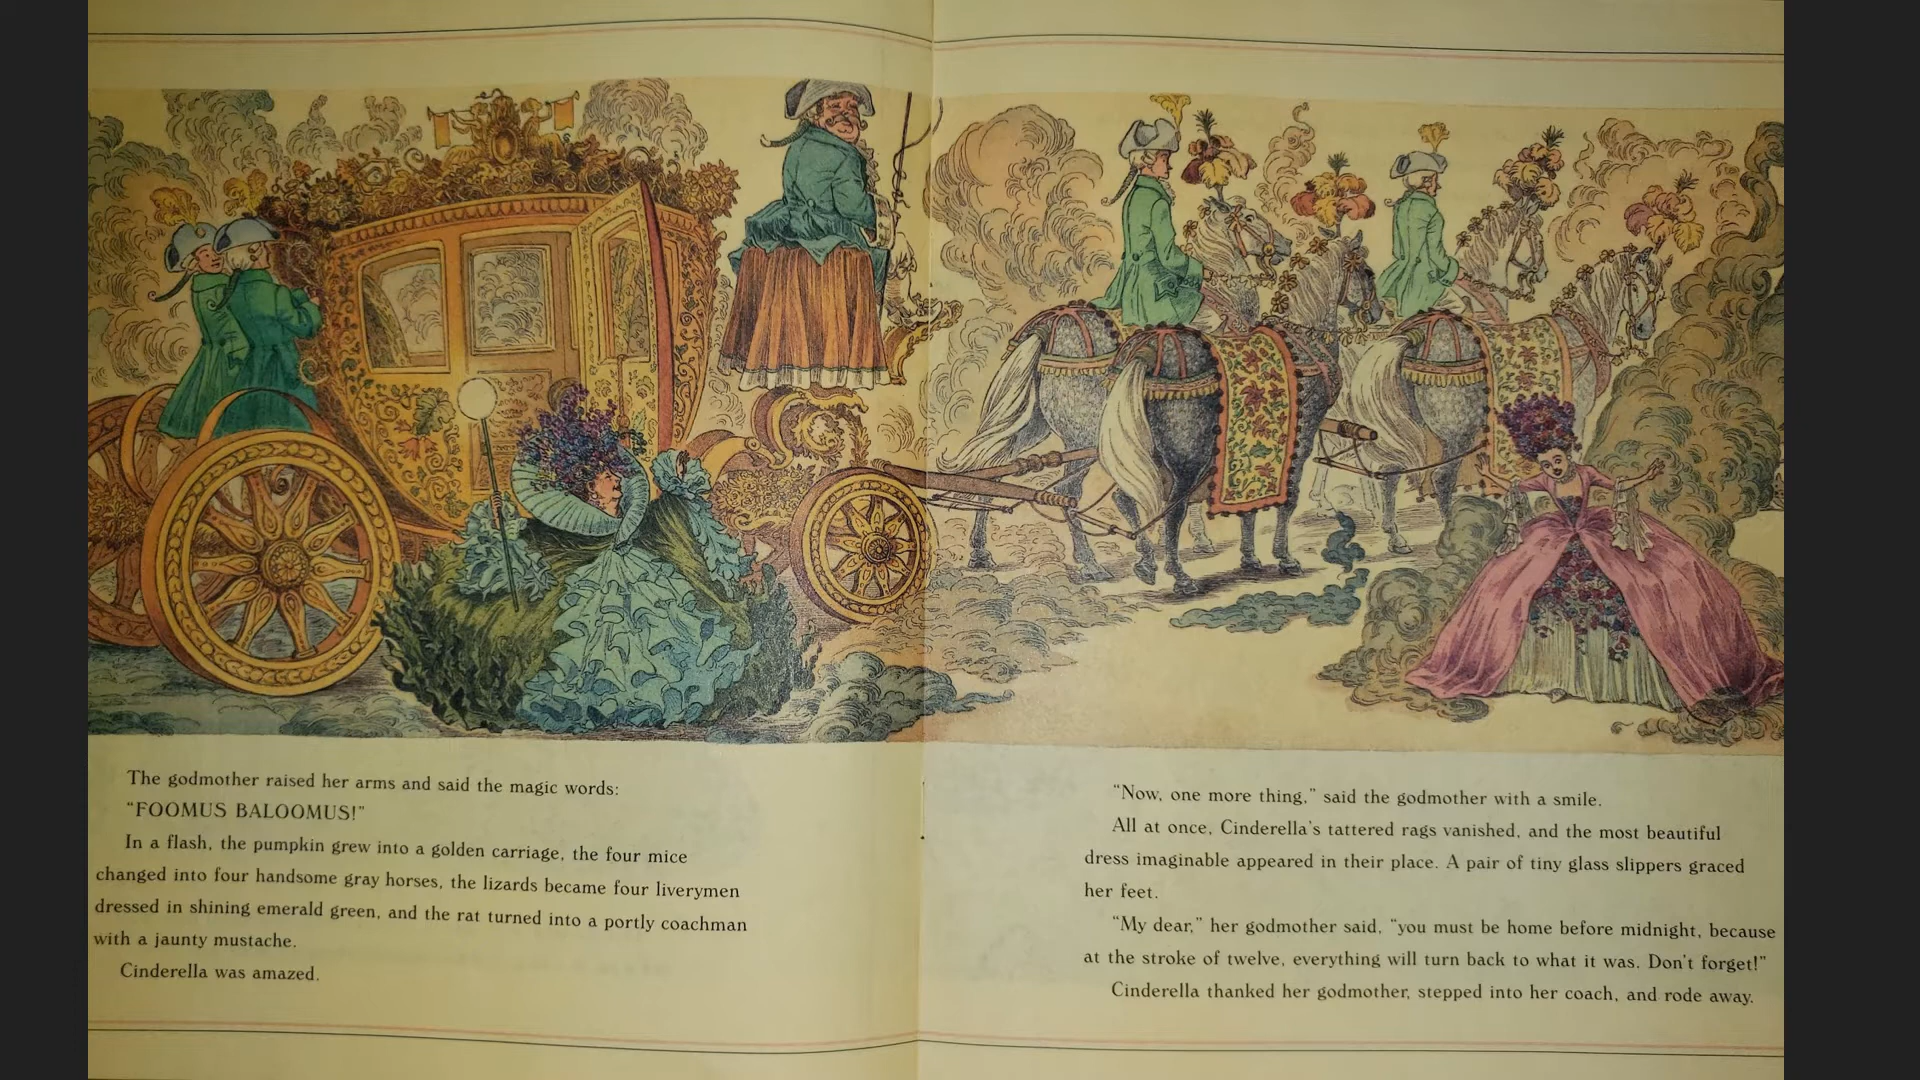 The godmother raised her arms and said the magic words:
“FOOMUS BALOOMUS!”
In a flash, the pumpkin grew into a golden carriage, the four mice
changed into four handsome gray horses, the lizards became four liverymen
dressed in shining emerald green, and the rat turned into a portly coachman
with a jaunty mustache.
Cinderella was amazed.
“Now, one more thing,” said the godmother with a smile.
All at once, Cinderella’s tattered rags vanished, and the most beautiful
dress imaginable appeared in their place. A pair of tiny glass slippers graced
her feet.
“My dear,” her godmother said, “you must be home before midnight, because
at the stroke of twelve, everything will turn back to what it was. Don’t forget!”
Cinderella thanked her godmother, stepped into her coach, and rode away.